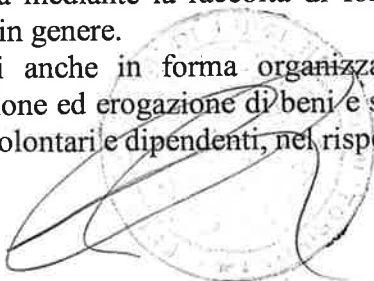 mediante la raccolta di fo
in genere.
i anche in forma organizza
ione ed erogazione di beni e s
olontari e dipendenti, nel rispe